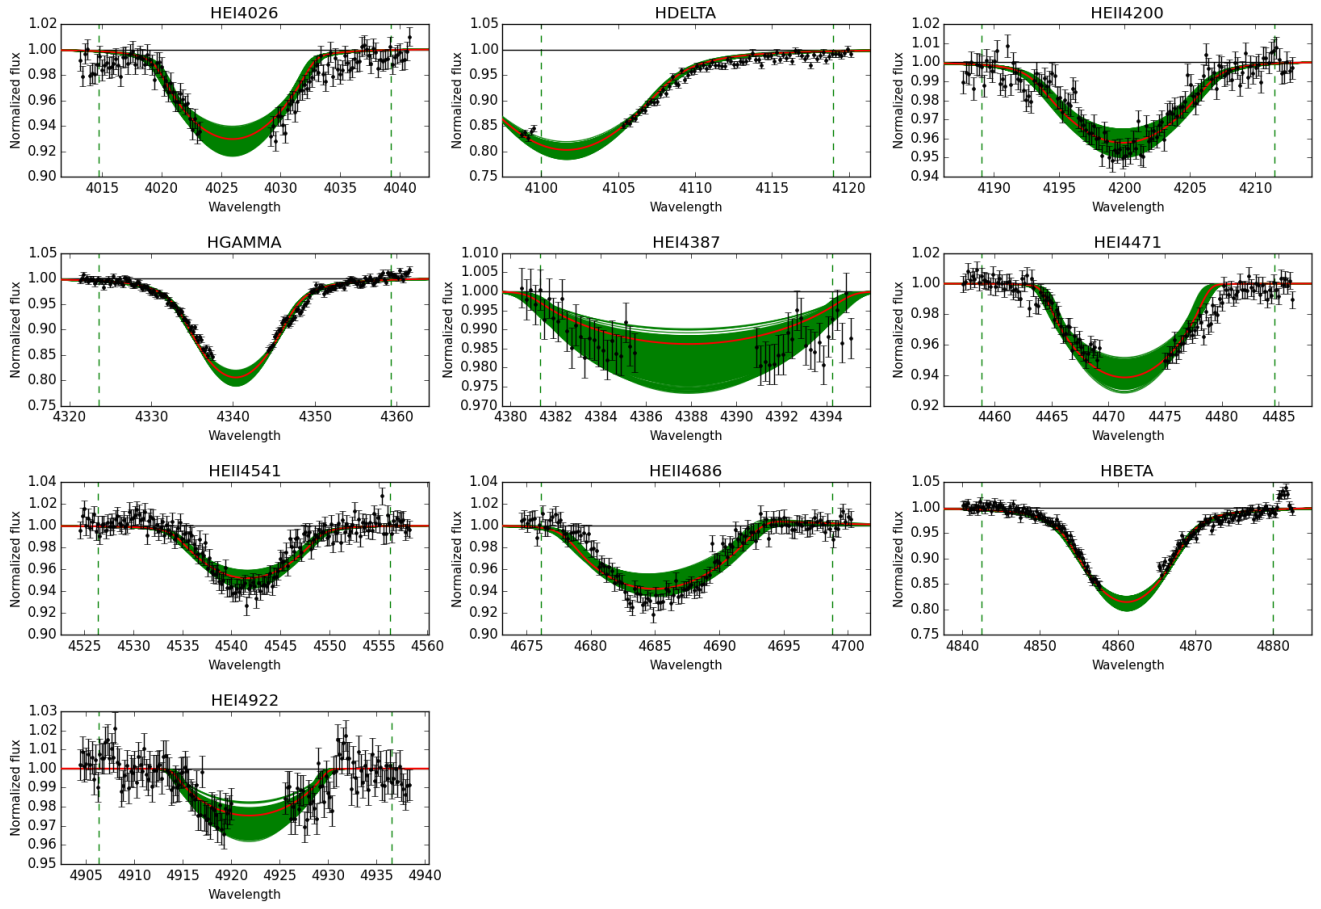 HEI4026
HDELTA
HEII4200
Normalized flux
1.02
1.00
0.98
0.96
0.94
0.92
0.90
4015 4020 4025 4030 4035 4040
Wavelength
Normalized flux
1.05
1.00
0.95
0.90
0.85
0.80
0.75
4100 4105 4110 4115 4120
Wavelength
Normalized flux
1.02
1.01
1.00
0.99
0.98
0.97
0.96
0.95
0.94
4190 4195 4200 4205 4210
Wavelength
HGAMMA
HEI4387
HEI4471
Normalized flux
1.05
1.00
0.95
0.90
0.85
0.80
0.75
4320 4330 4340 4350 4360
Wavelength
Normalized flux
1.010
1.005
1.000
0.995
0.990
0.985
0.980
0.975
0.970
4380 4382 4384 4386 4388 4390 4392 4394
Wavelength
Normalized flux
1.02
1.00
0.98
0.96
0.94
0.92
4460 4465 4470 4475 4480 4485
Wavelength
HEII4541
HEII4686
HBETA
Normalized flux
1.04
1.02
1.00
0.98
0.96
0.94
0.92
0.90
4525 4530 4535 4540 4545 4550 4555 4560
Wavelength
Normalized flux
1.04
1.02
1.00
0.98
0.96
0.94
0.92
0.90
4675 4680 4685 4690 4695 4700
Wavelength
Normalized flux
1.05
1.00
0.95
0.90
0.85
0.80
0.75
4840 4850 4860 4870 4880
Wavelength
HEI4922
Normalized flux
1.03
1.02
1.01
1.00
0.99
0.98
0.97
0.96
0.95
4905 4910 4915 4920 4925 4930 4935 4940
Wavelength